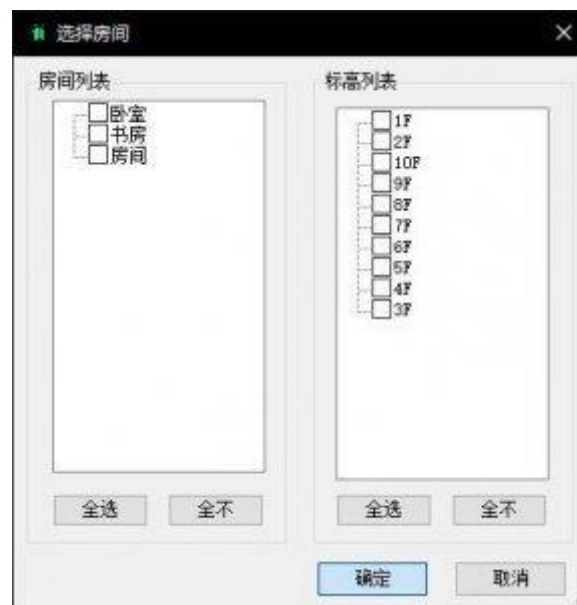 选择房间
房间列表
卧室
书房
房间
全选 全不
标高列表
1F
2F
10F
9F
8F
7F
6F
5F
4F
3F
全选 全不
确定 取消